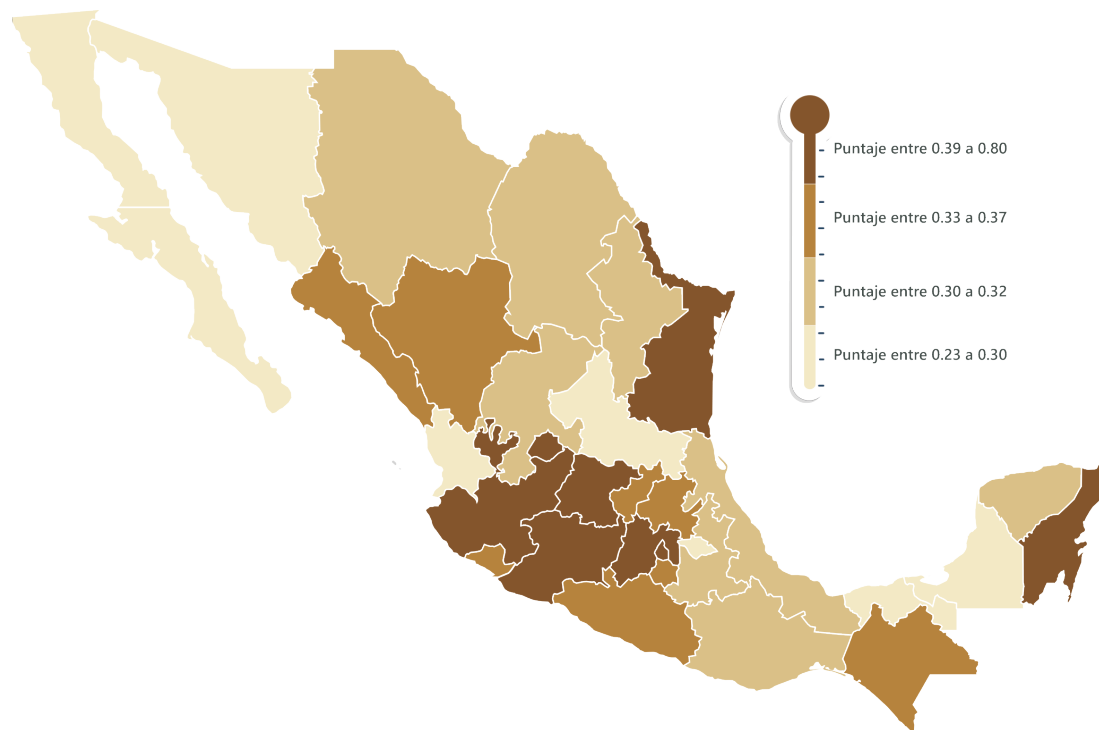 Puntaje entre 0.39 a 0.80
Puntaje entre 0.33 a 0.37
Puntaje entre 0.30 a 0.32
Puntaje entre 0.23 a 0.30